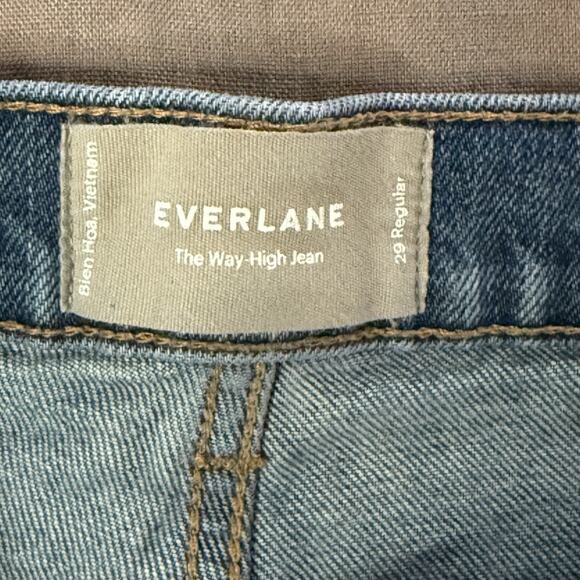 Bien Hoa, Vietnam
EVERLANE
The Way-High Jean
29 Regular